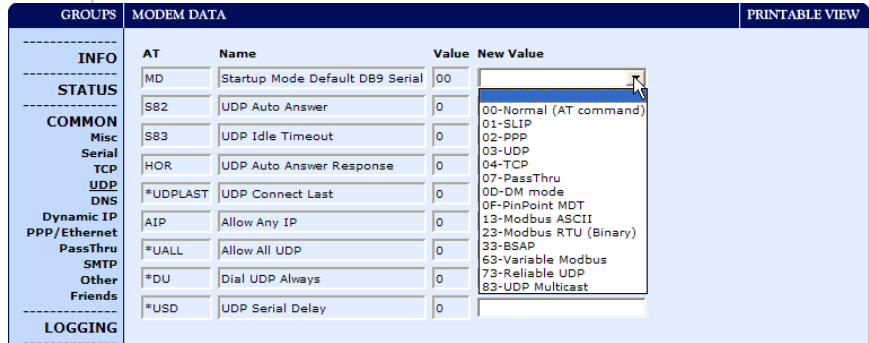 GROUPS MODEM DATA PRINTABLE VIEW
---------------
INFO
---------------
STATUS
---------------
COMMON
Misc
Serial
TCP
UDP
DNS
Dynamic IP
PPP/Ethernet
PassThru
SMTP
Other
Friends
---------------
LOGGING
AT Name Value New Value
MD Startup Mode Default DB9 Serial 00
S82 UDP Auto Answer 0
S83 UDP Idle Timeout 0
HOR UDP Auto Answer Response 0
*UDPLAST UDP Connect Last 0
AIP Allow Any IP 0
*UALL Allow All UDP 0
*DU Dial UDP Always 0
*USD UDP Serial Delay 0
00-Normal (AT command)
01-SLIP
02-PPP
03-UDP
04-TCP
07-PassThru
0D-DM mode
0F-PinPoint MDT
13-Modbus ASCII
23-Modbus RTU (Binary)
33-BSAP
63-Variable Modbus
73-Reliable UDP
83-UDP Multicast